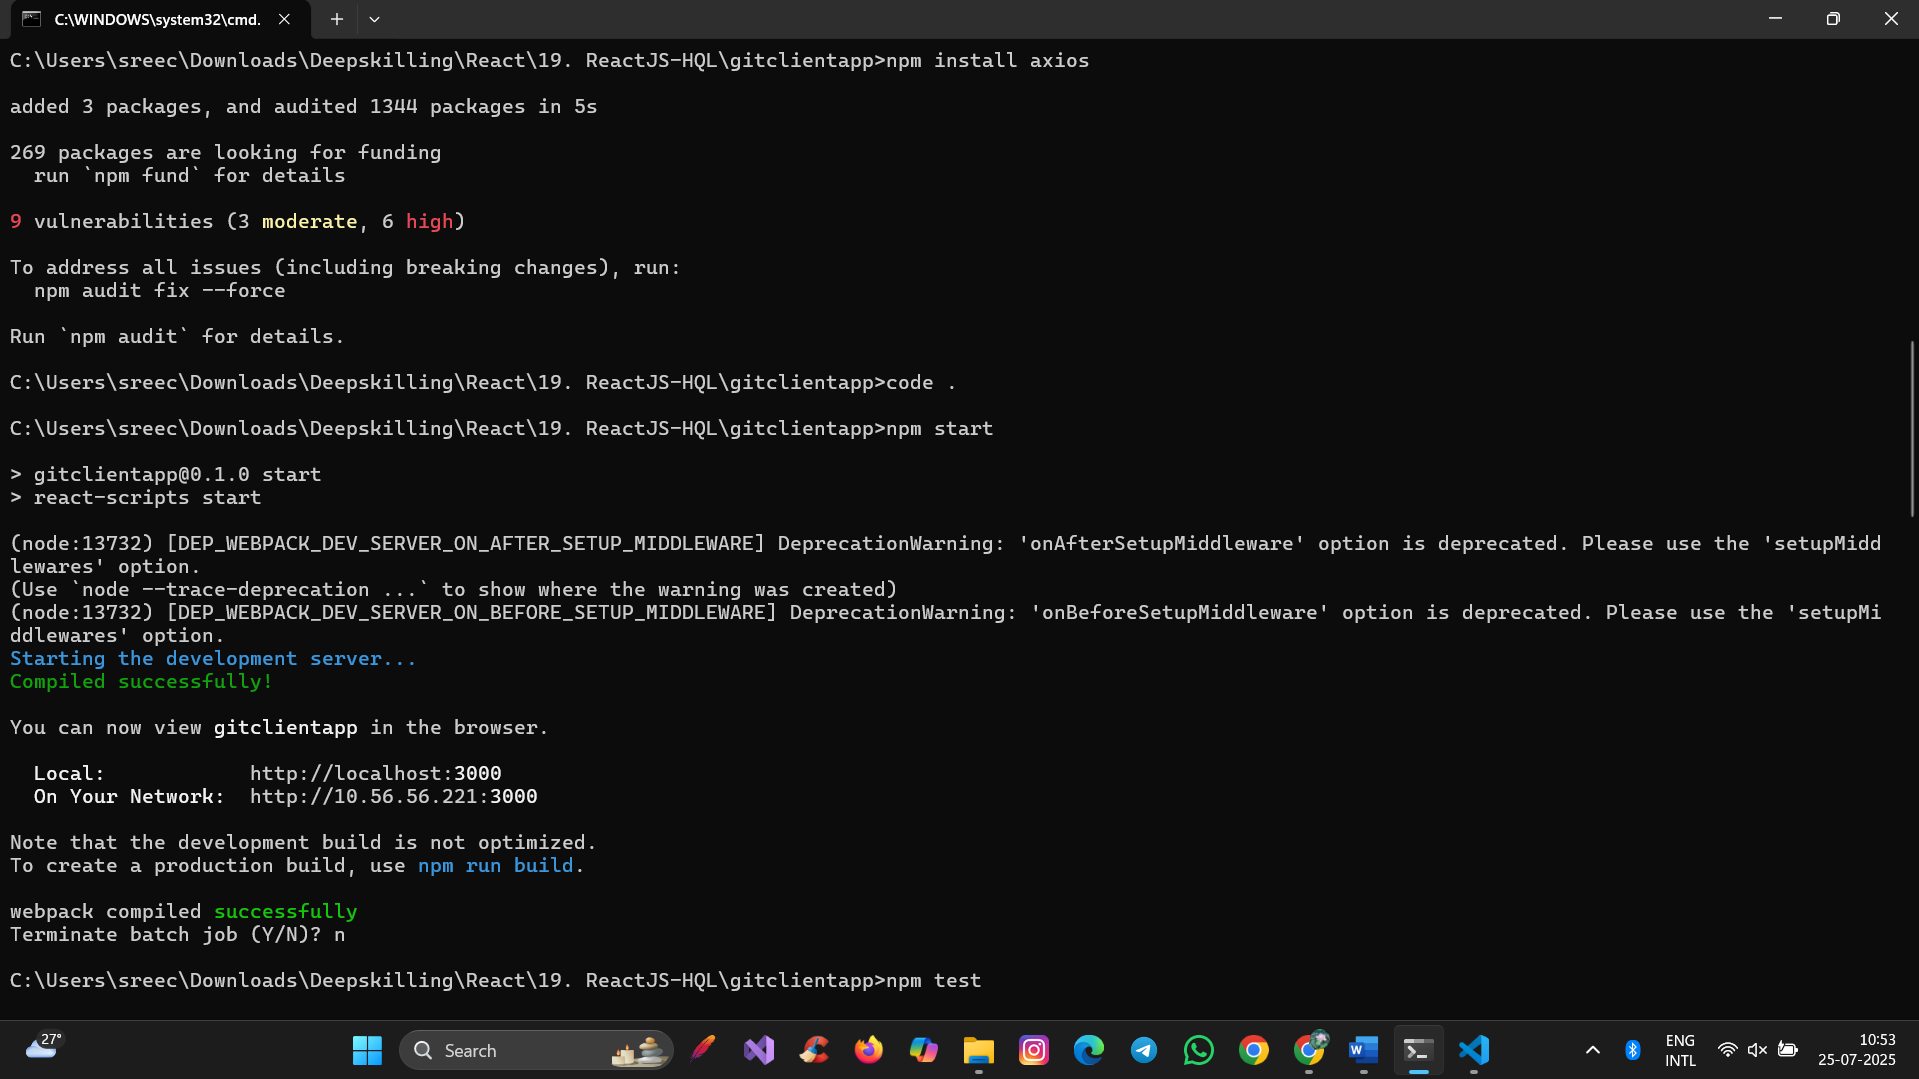 C:\WINDOWS\system32\cmd.
C:\Users\sreec\Downloads\Deepskilling\React\19. ReactJS-HQL\gitclientapp>npm install axios
added 3 packages, and audited 1344 packages in 5s
269 packages are looking for funding
  run `npm fund` for details
9 vulnerabilities (3 moderate, 6 high)
To address all issues (including breaking changes), run:
  npm audit fix --force
Run `npm audit` for details.
C:\Users\sreec\Downloads\Deepskilling\React\19. ReactJS-HQL\gitclientapp>code .
C:\Users\sreec\Downloads\Deepskilling\React\19. ReactJS-HQL\gitclientapp>npm start
> gitclientapp@0.1.0 start
> react-scripts start
(node:13732) [DEP_WEBPACK_DEV_SERVER_ON_AFTER_SETUP_MIDDLEWARE] DeprecationWarning: 'onAfterSetupMiddleware' option is deprecated. Please use the 'setupMidd
lewares' option.
(Use `node --trace-deprecation ...` to show where the warning was created)
(node:13732) [DEP_WEBPACK_DEV_SERVER_ON_BEFORE_SETUP_MIDDLEWARE] DeprecationWarning: 'onBeforeSetupMiddleware' option is deprecated. Please use the 'setupMi
ddlewares' option.
Starting the development server...
Compiled successfully!
You can now view gitclientapp in the browser.
  Local:            http://localhost:3000
  On Your Network:  http://10.56.56.221:3000
Note that the development build is not optimized.
To create a production build, use npm run build.
webpack compiled successfully
Terminate batch job (Y/N)? n
C:\Users\sreec\Downloads\Deepskilling\React\19. ReactJS-HQL\gitclientapp>npm test
27°
Search
ENG
INTL
10:53
25-07-2025